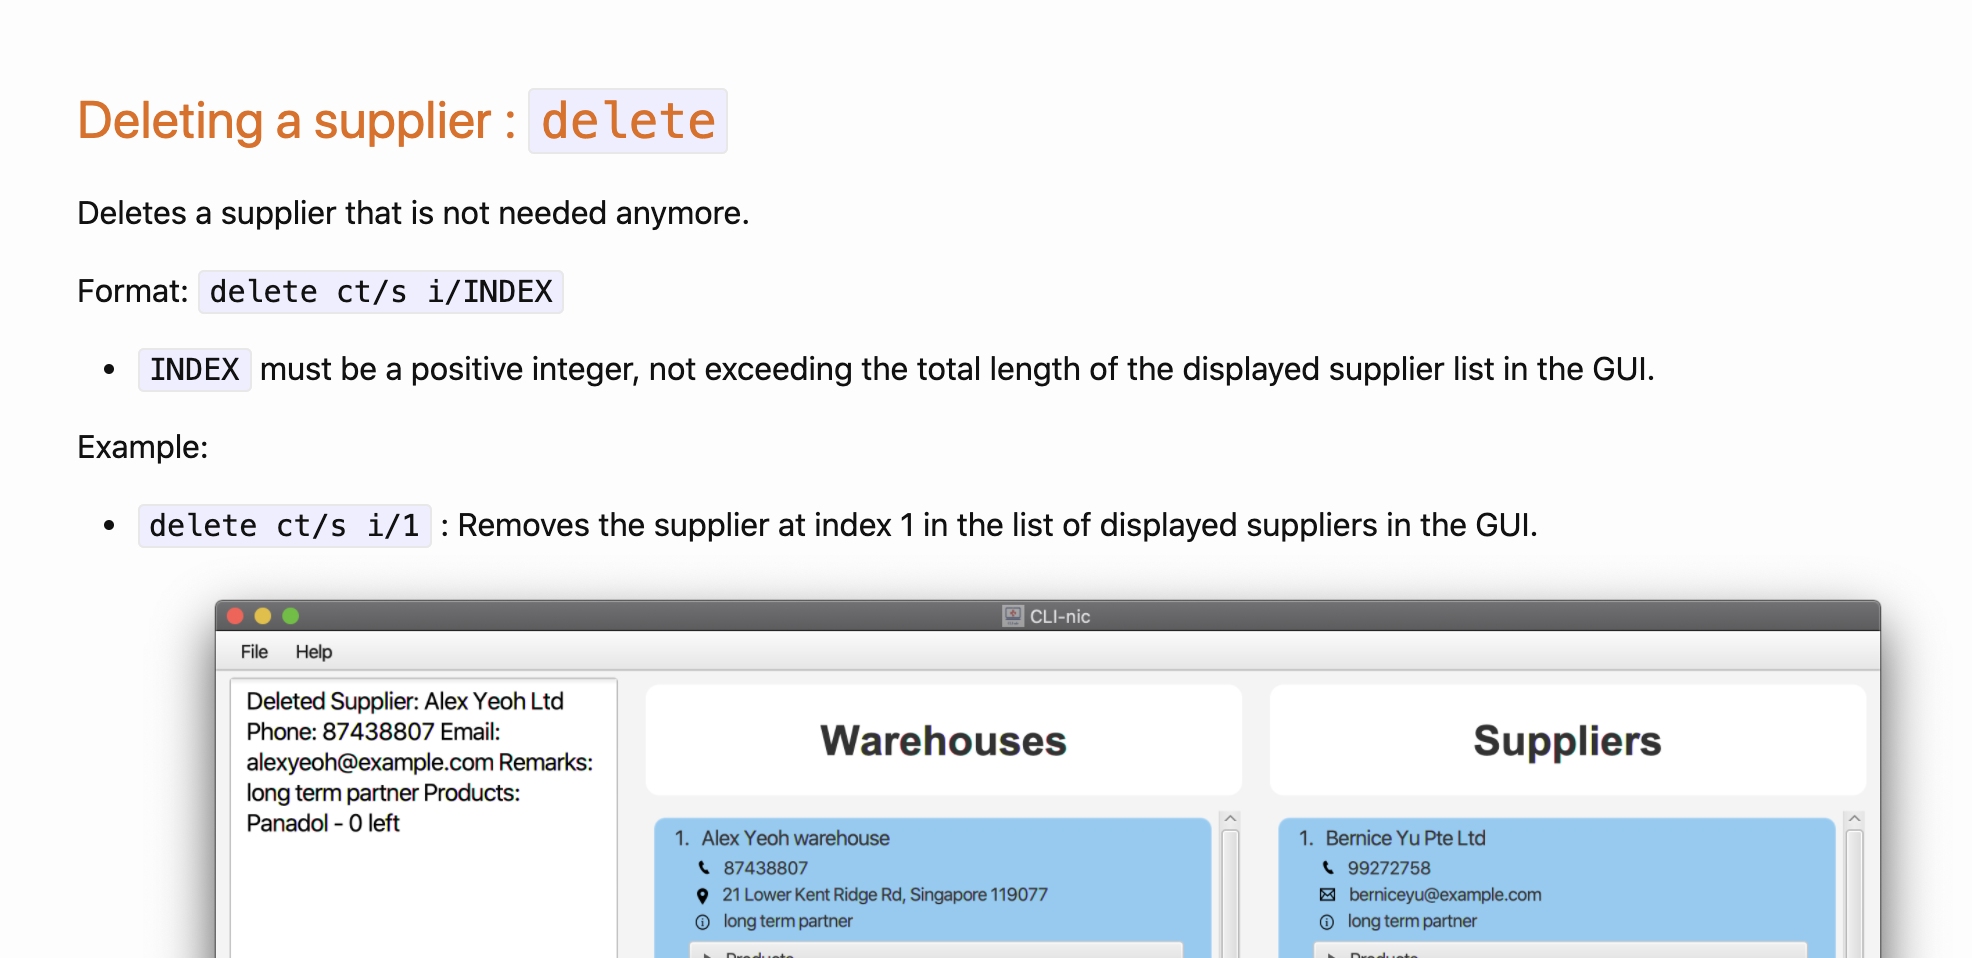 Deleting a supplier : delete
Deletes a supplier that is not needed anymore.
Format: delete ct/s i/INDEX
• INDEX must be a positive integer, not exceeding the total length of the displayed supplier list in the GUI.
Example:
• delete ct/s i/1 : Removes the supplier at index 1 in the list of displayed suppliers in the GUI.
CLI-nic
File Help
Deleted Supplier: Alex Yeoh Ltd
Phone: 87438807 Email:
alexyeoh@example.com Remarks:
long term partner Products:
Panadol - 0 left
Warehouses
1. Alex Yeoh warehouse
87438807
21 Lower Kent Ridge Rd, Singapore 119077
long term partner
Products
Suppliers
1. Bernice Yu Pte Ltd
99272758
berniceyu@example.com
long term partner
Products